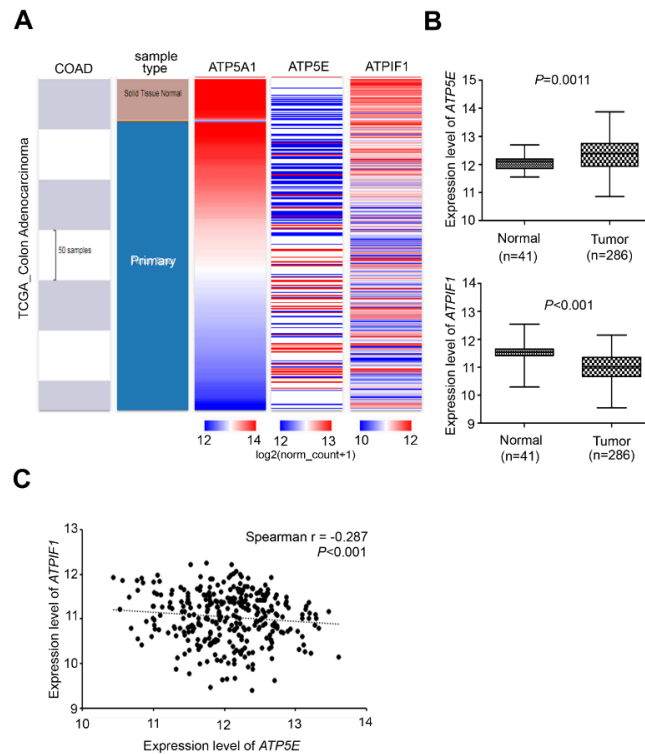 A
COAD
sample type
ATP5A1
ATP5E
ATPIF1
TCGA_Colon Adenocarcinoma
Solid Tissue Normal
50 samples
Primary
12 14
12 13
10 12
log2(norm_count+1)
B
P=0.0011
Expression level of ATP5E
15
14
13
12
11
10
Normal (n=41)
Tumor (n=286)
P<0.001
Expression level of ATPIF1
13
12
11
10
9
Normal (n=41)
Tumor (n=286)
C
Spearman r = -0.287
P<0.001
Expression level of ATPIF1
13
12
11
10
9
10 11 12 13 14
Expression level of ATP5E